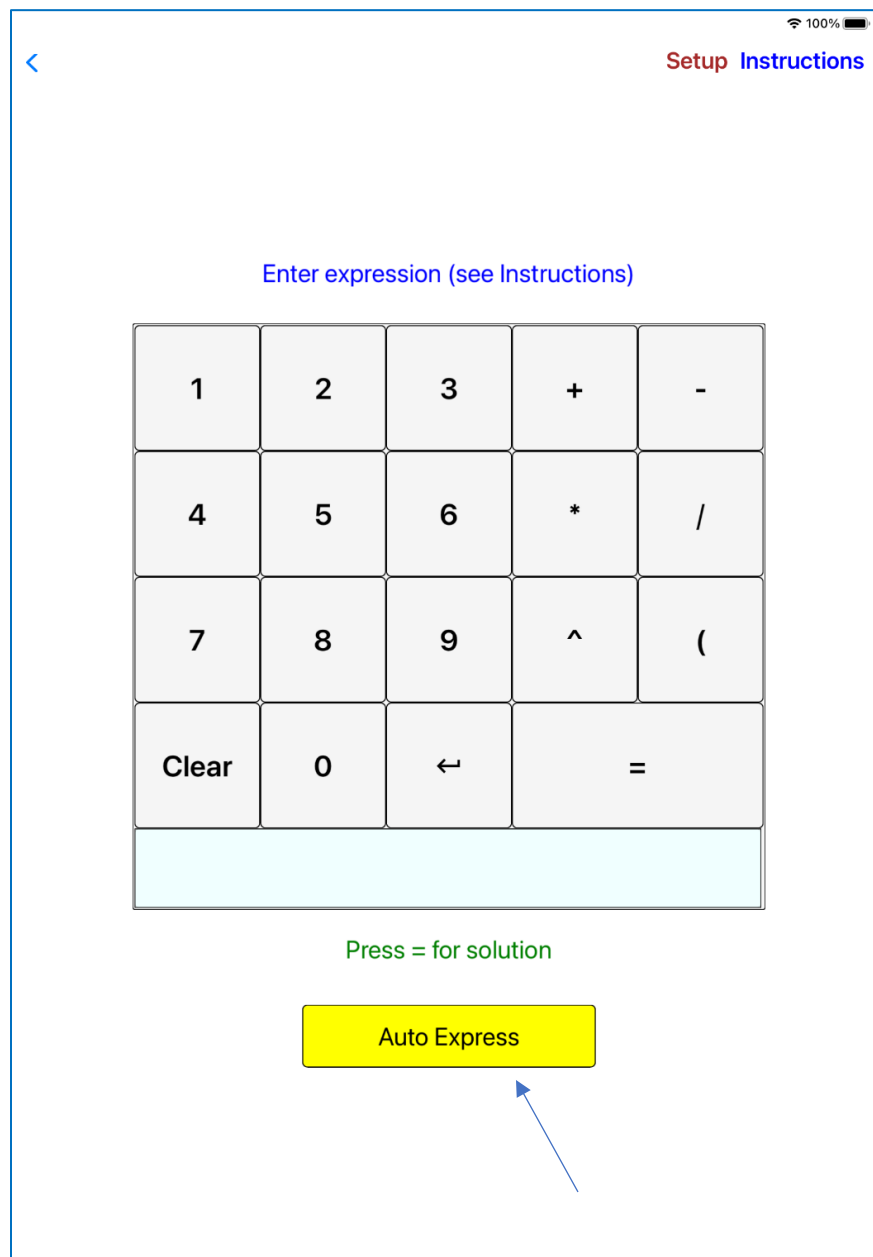 100%
Setup Instructions
Enter expression (see Instructions)
1 2 3 + -
4 5 6 * /
7 8 9 ^ (
Clear 0 ↵ =
Press = for solution
Auto Express